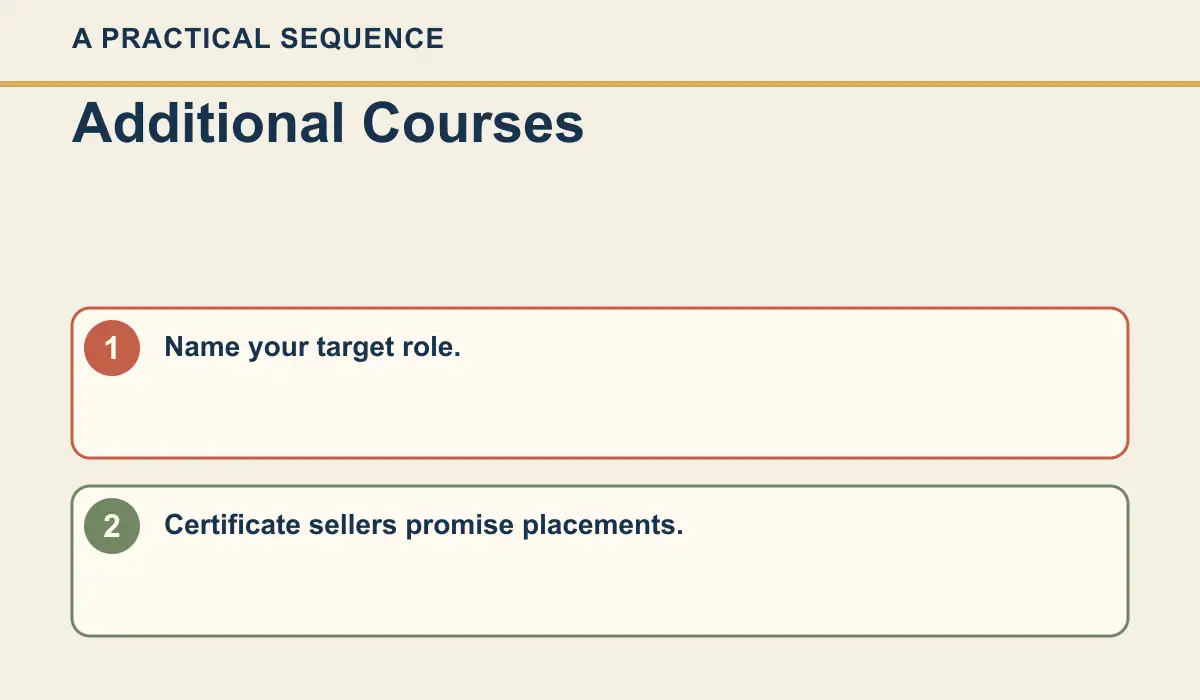 A PRACTICAL SEQUENCE
Additional Courses
1 Name your target role.
2 Certificate sellers promise placements.